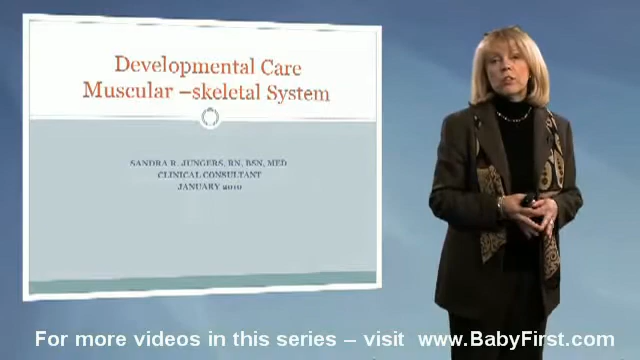 Developmental Care
Muscular –skeletal System
SANDRA R. JUNGERS, RN, BSN, MED
CLINICAL CONSULTANT
JANUARY 2010
For more videos in this series – visit www.BabyFirst.com